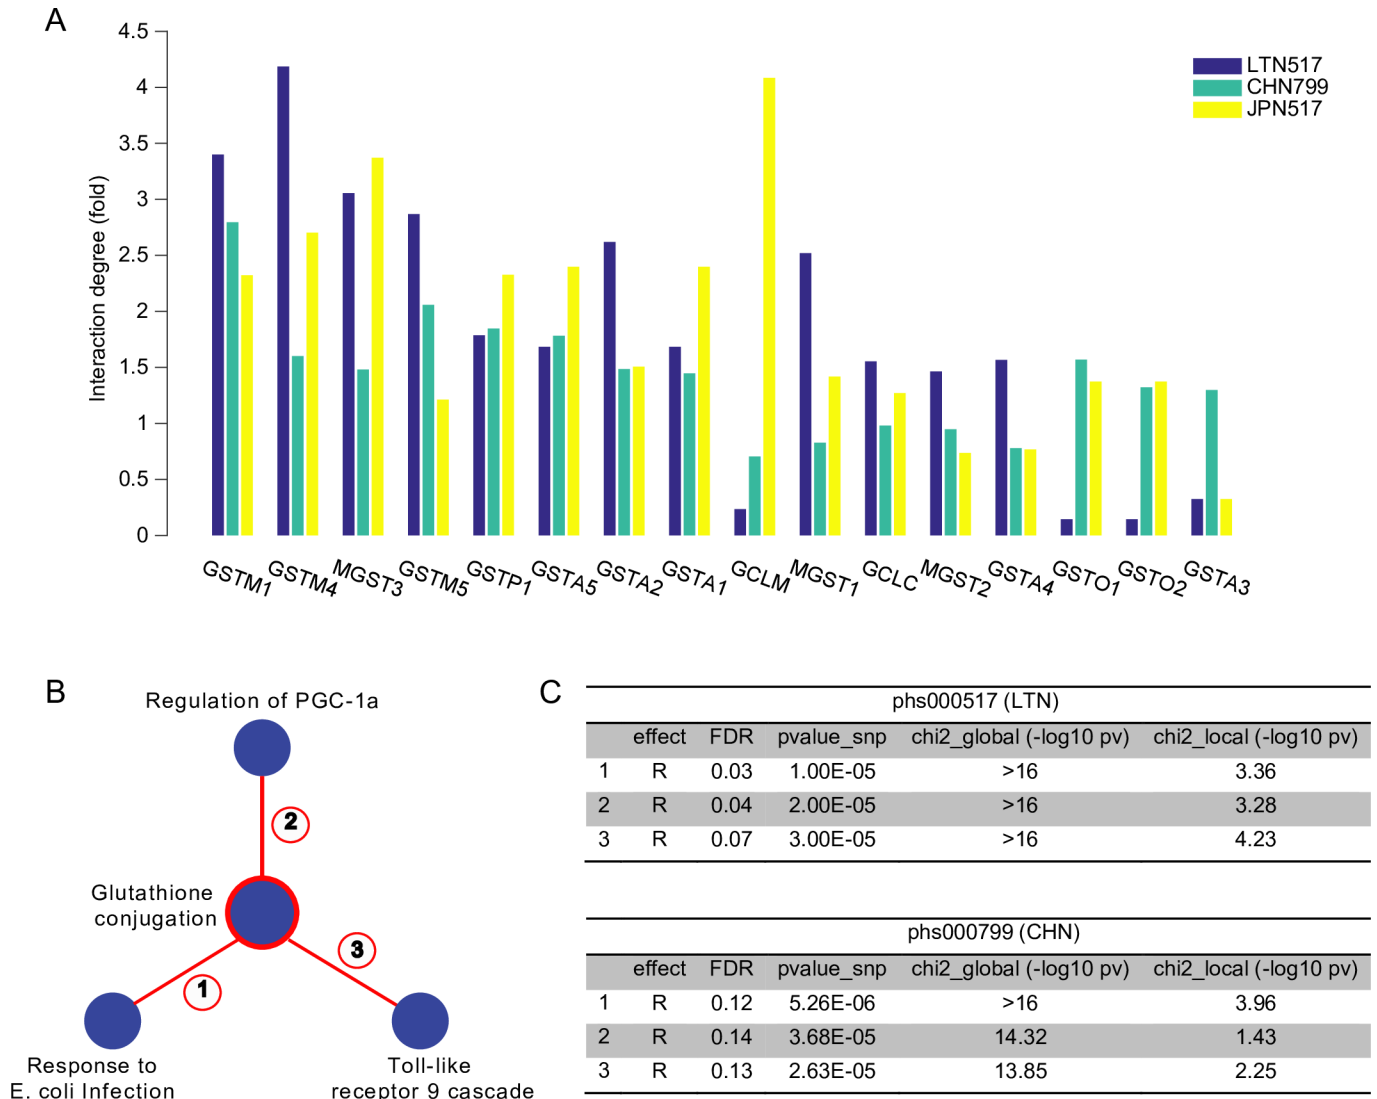 A
4.5
4
3.5
3
2.5
2
1.5
1
0.5
0
Interaction degree (fold)
LTN517
CHN799
JPN517
GSTM1 GSTM4 MGST3 GSTM5 GSTP1 GSTA5 GSTA2 GSTA1 GCLM MGST1 GCLC MGST2 GSTA4 GSTO1 GSTO2 GSTA3
B
Regulation of PGC-1a
2
Glutathione
conjugation
3
1
Response to
E. coli Infection
Toll-like
receptor 9 cascade
C
phs000517 (LTN)
effect FDR pvalue_snp chi2_global (-log10 pv) chi2_local (-log10 pv)
1 R 0.03 1.00E-05 >16 3.36
2 R 0.04 2.00E-05 >16 3.28
3 R 0.07 3.00E-05 >16 4.23
phs000799 (CHN)
effect FDR pvalue_snp chi2_global (-log10 pv) chi2_local (-log10 pv)
1 R 0.12 5.26E-06 >16 3.96
2 R 0.14 3.68E-05 14.32 1.43
3 R 0.13 2.63E-05 13.85 2.25